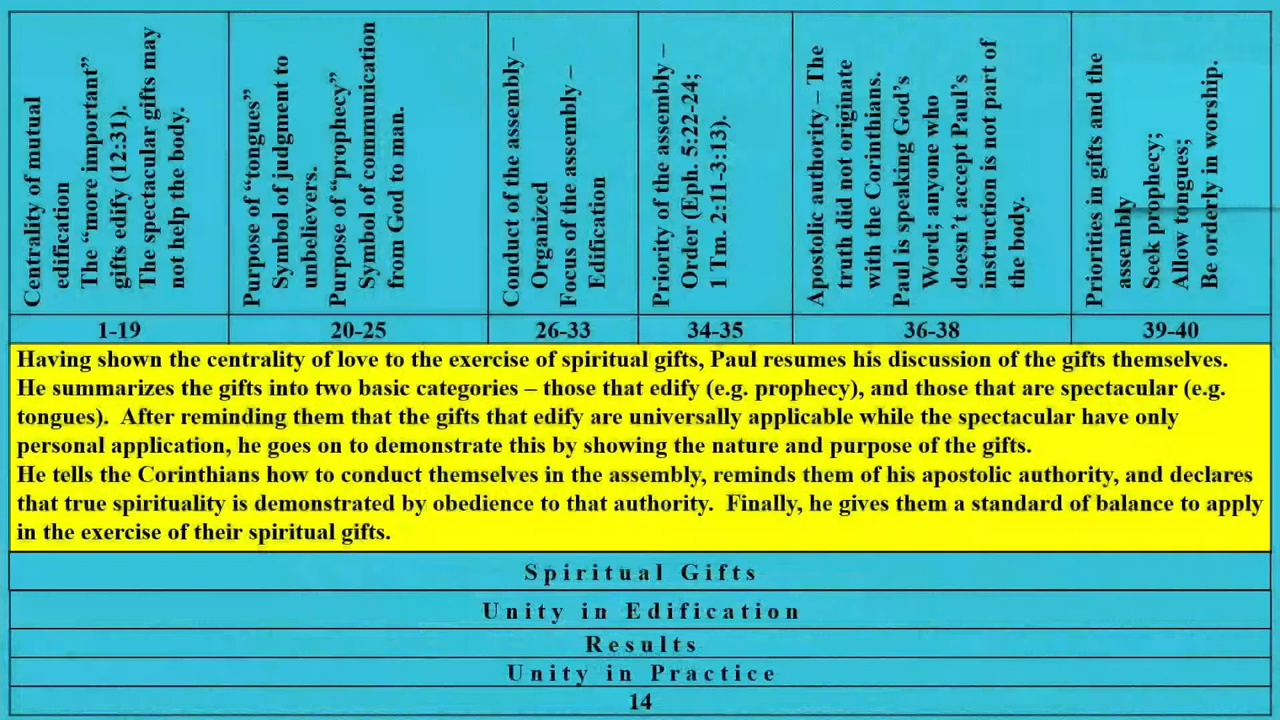 Centrality of mutual
edification
The “more important”
gifts edify (12:31).
The spectacular gifts may
not help the body.
Purpose of “tongues”
Symbol of judgment to
unbelievers.
Purpose of “prophecy”
Symbol of communication
from God to man.
Conduct of the assembly –
Organized
Focus of the assembly –
Edification
Priority of the assembly –
Order (Eph. 5:22-24;
1 Tm. 2:11-3:13).
Apostolic authority – The
truth did not originate
with the Corinthians.
Paul is speaking God’s
Word; anyone who
doesn’t accept Paul’s
instruction is not part of
the body.
Priorities in gifts and the
assembly
Seek prophecy;
Allow tongues;
Be orderly in worship.
1-19
20-25
26-33
34-35
36-38
39-40
Having shown the centrality of love to the exercise of spiritual gifts, Paul resumes his discussion of the gifts themselves.
He summarizes the gifts into two basic categories – those that edify (e.g. prophecy), and those that are spectacular (e.g.
tongues).  After reminding them that the gifts that edify are universally applicable while the spectacular have only
personal application, he goes on to demonstrate this by showing the nature and purpose of the gifts.
He tells the Corinthians how to conduct themselves in the assembly, reminds them of his apostolic authority, and declares
that true spirituality is demonstrated by obedience to that authority.  Finally, he gives them a standard of balance to apply
in the exercise of their spiritual gifts.
Spiritual Gifts
Unity in Edification
Results
Unity in Practice
14